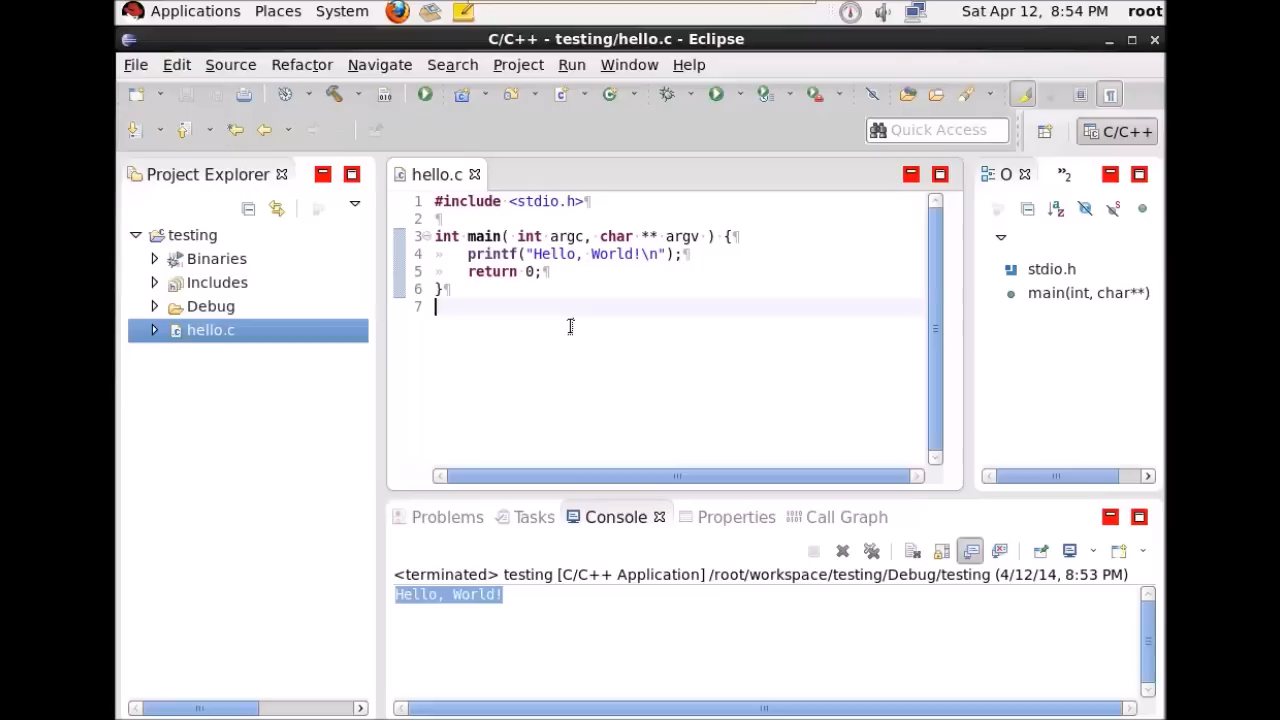 Applications Places System Sat Apr 12, 8:54 PM root
C/C++ - testing/hello.c - Eclipse
File Edit Source Refactor Navigate Search Project Run Window Help
010
Quick Access C/C++
Project Explorer
testing
Binaries
Includes
Debug
hello.c
hello.c
1 #include <stdio.h>¶
2 ¶
3 int main( int argc, char ** argv ) {¶
4 » printf("Hello, World!\n");¶
5 » return 0;¶
6 }¶
7
O »2
stdio.h
main(int, char**)
Problems Tasks Console Properties Call Graph
<terminated> testing [C/C++ Application] /root/workspace/testing/Debug/testing (4/12/14, 8:53 PM)
Hello, World!